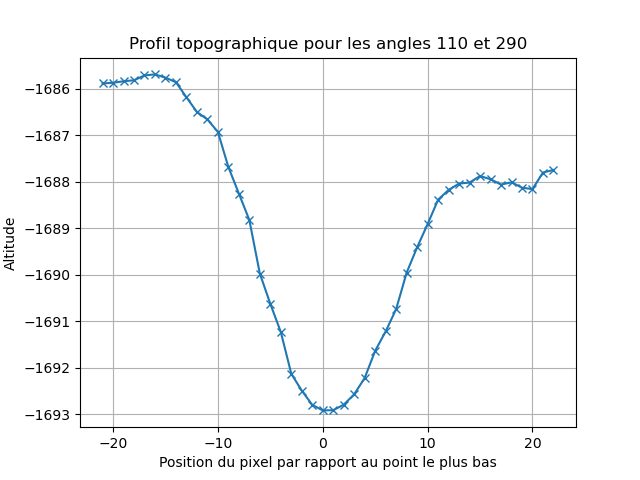 Profil topographique pour les angles 110 et 290
Altitude
−1686
−1687
−1688
−1689
−1690
−1691
−1692
−1693
−20 −10 0 10 20
Position du pixel par rapport au point le plus bas